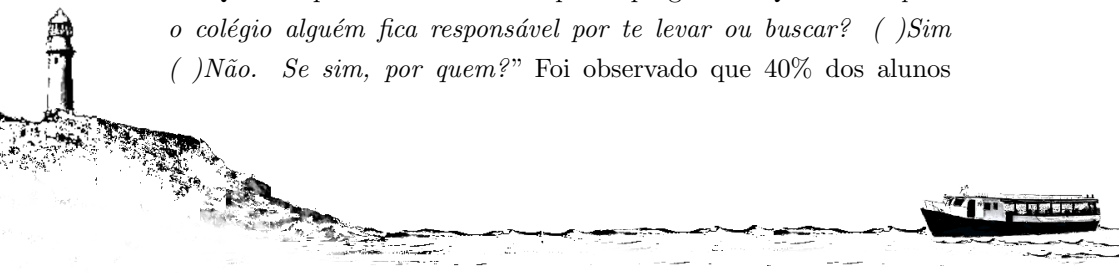 o colégio alguém fica responsável por te levar ou buscar? ( )Sim
( )Não. Se sim, por quem?” Foi observado que 40% dos alunos